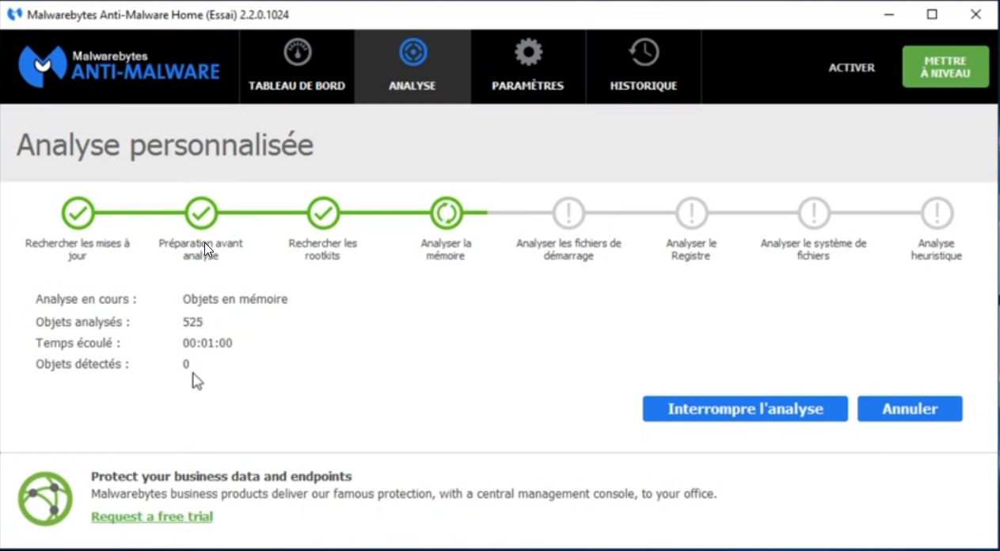 Malwarebytes Anti-Malware Home (Essai) 2.2.0.1024
Malwarebytes
ANTI-MALWARE
TABLEAU DE BORD
ANALYSE
PARAMÈTRES
HISTORIQUE
ACTIVER
METTRE
À NIVEAU
Analyse personnalisée
Rechercher les mises à
jour
Préparation avant
analyse
Rechercher les
rootkits
Analyser la
mémoire
Analyser les fichiers de
démarrage
Analyser le
Registre
Analyser le système de
fichiers
Analyse
heuristique
Analyse en cours : Objets en mémoire
Objets analysés : 525
Temps écoulé : 00:01:00
Objets détectés : 0
Interrompre l'analyse
Annuler
Protect your business data and endpoints
Malwarebytes business products deliver our famous protection, with a central management console, to your office.
Request a free trial